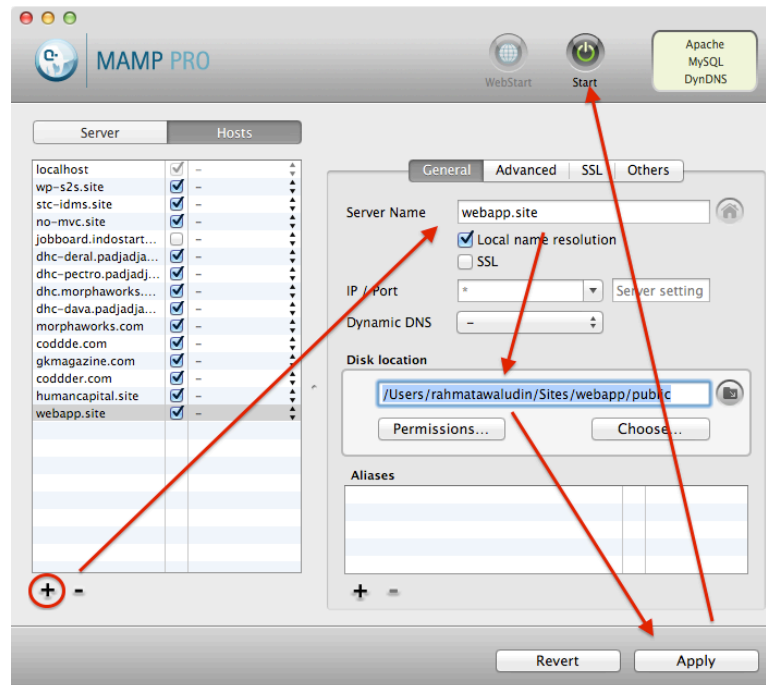 MAMP PRO
WebStart
Start
Apache
MySQL
DynDNS
Server
Hosts
localhost -
wp-s2s.site -
stc-idms.site -
no-mvc.site -
jobboard.indostart... -
dhc-deral.padjadja... -
dhc-pectro.padjadj... -
dhc.morphaworks.... -
dhc-dava.padjadja... -
morphaworks.com -
coddde.com -
gkmagazine.com -
coddder.com -
humancapital.site -
webapp.site -
+ -
General
Advanced
SSL
Others
Server Name
webapp.site
Local name resolution
SSL
IP / Port
*
Server setting
Dynamic DNS
–
Disk location
/Users/rahmatawaludin/Sites/webapp/public
Permissions...
Choose...
Aliases
+ -
Revert
Apply